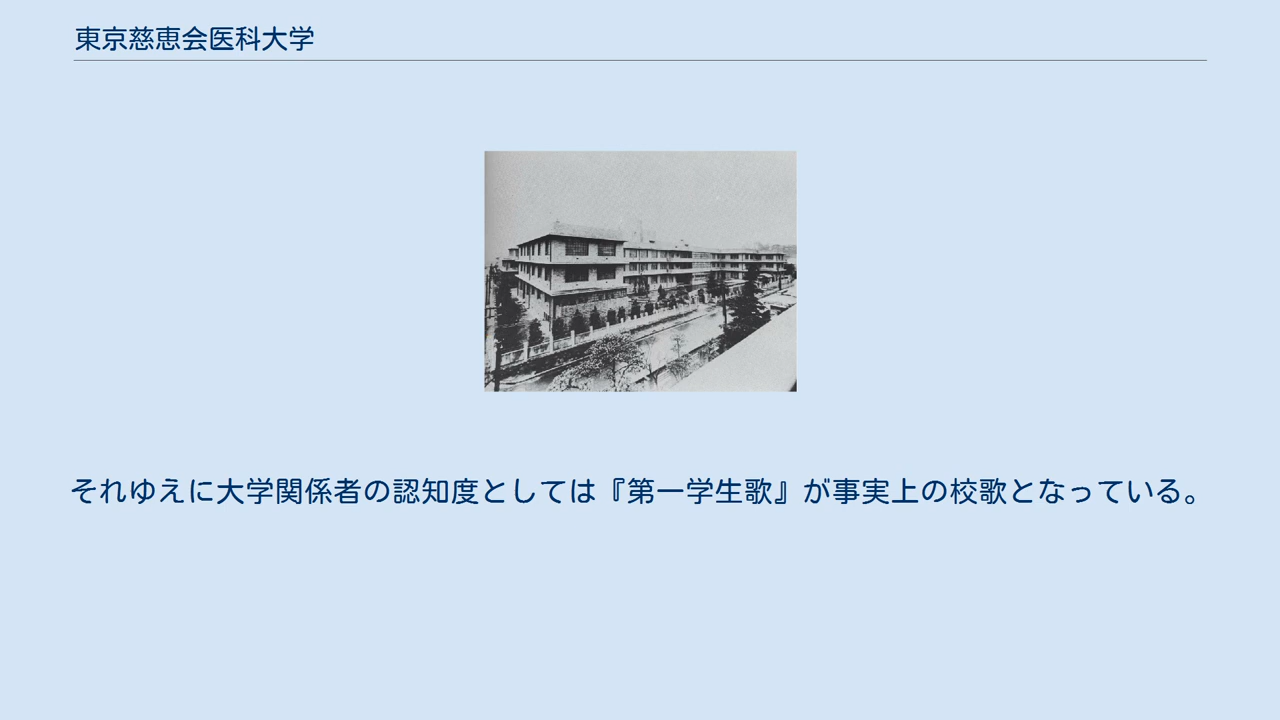 東京慈恵会医科大学
それゆえに大学関係者の認知度としては『第一学生歌』が事実上の校歌となっている。